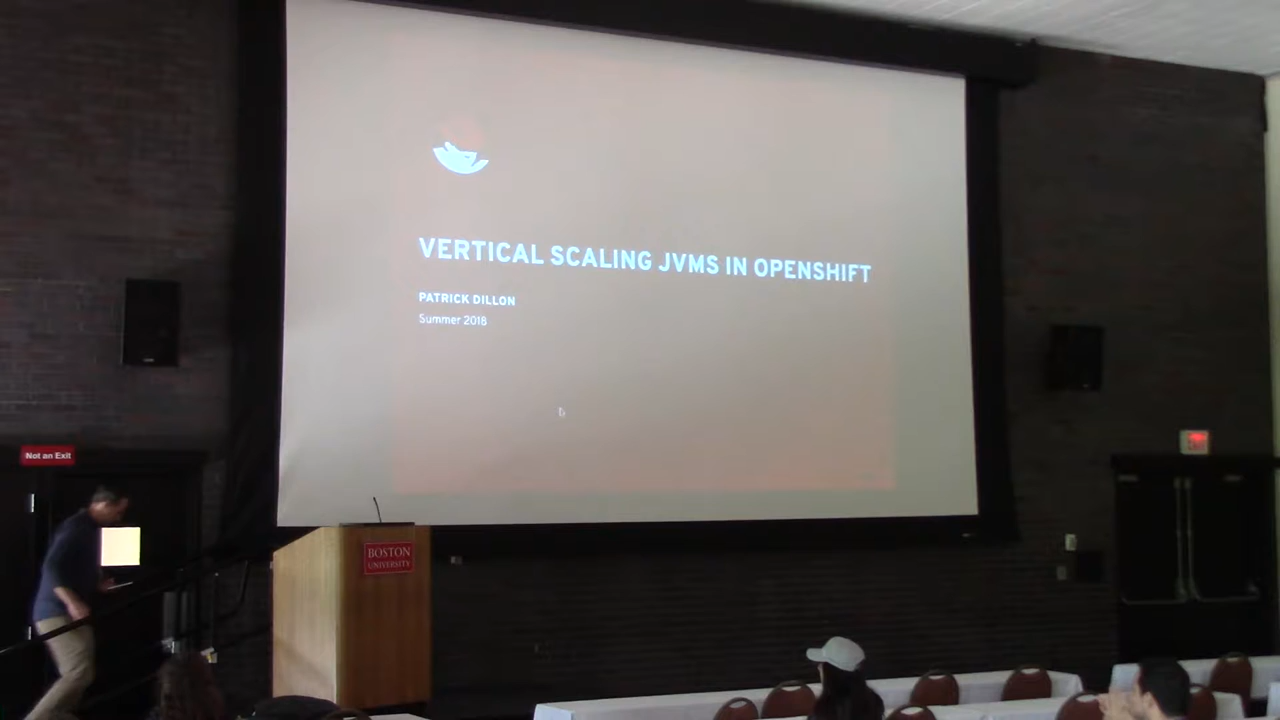 VERTICAL SCALING JVMS IN OPENSHIFT
PATRICK DILLON
Summer 2018
Not an Exit
BOSTON
UNIVERSITY